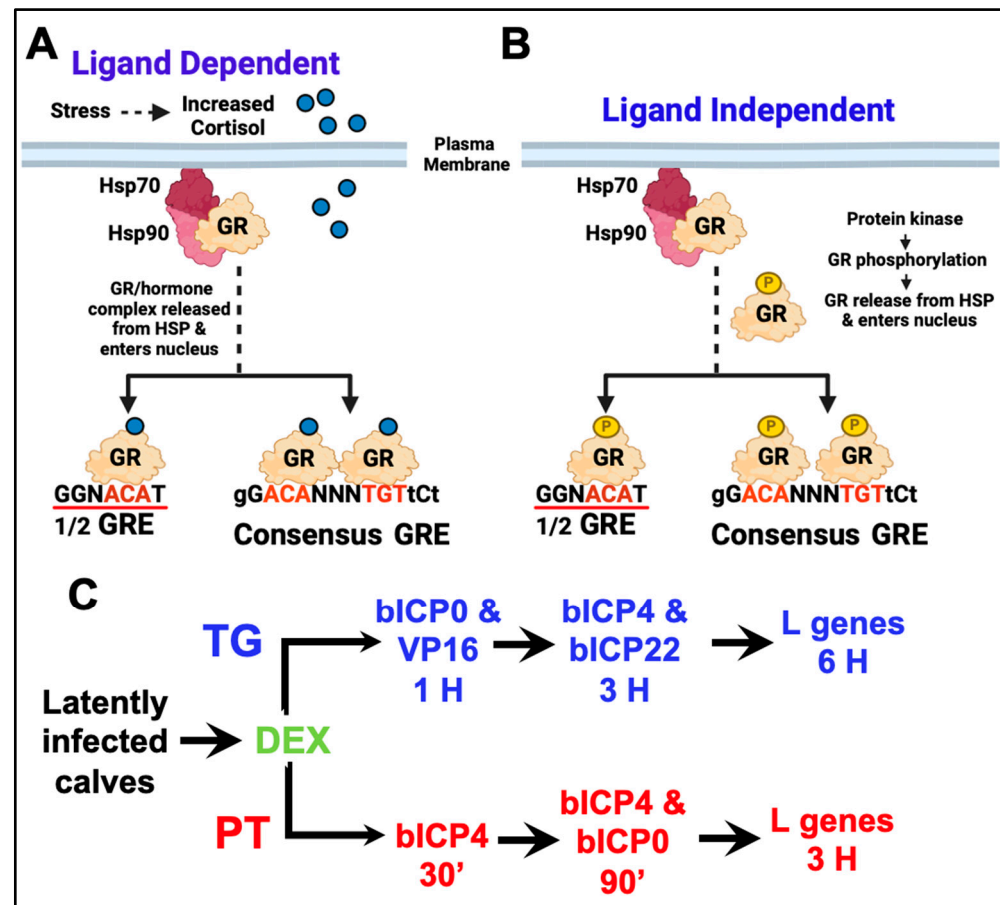 A
Ligand Dependent
Stress
Increased
Cortisol
Plasma
Membrane
Hsp70
Hsp90
GR
GR/hormone
complex released
from HSP &
enters nucleus
GR
GR
GR
GGNACAT
1/2 GRE
gGACANNNTGTtCt
Consensus GRE
B
Ligand Independent
Hsp70
Hsp90
GR
Protein kinase
GR phosphorylation
GR release from HSP
& enters nucleus
P
GR
P
GR
P
GR
P
GR
GGNACAT
1/2 GRE
gGACANNNTGTtCt
Consensus GRE
C
Latently
infected
calves
DEX
TG
bICP0 &
VP16
1 H
bICP4 &
bICP22
3 H
L genes
6 H
PT
bICP4
30’
bICP4 &
bICP0
90’
L genes
3 H